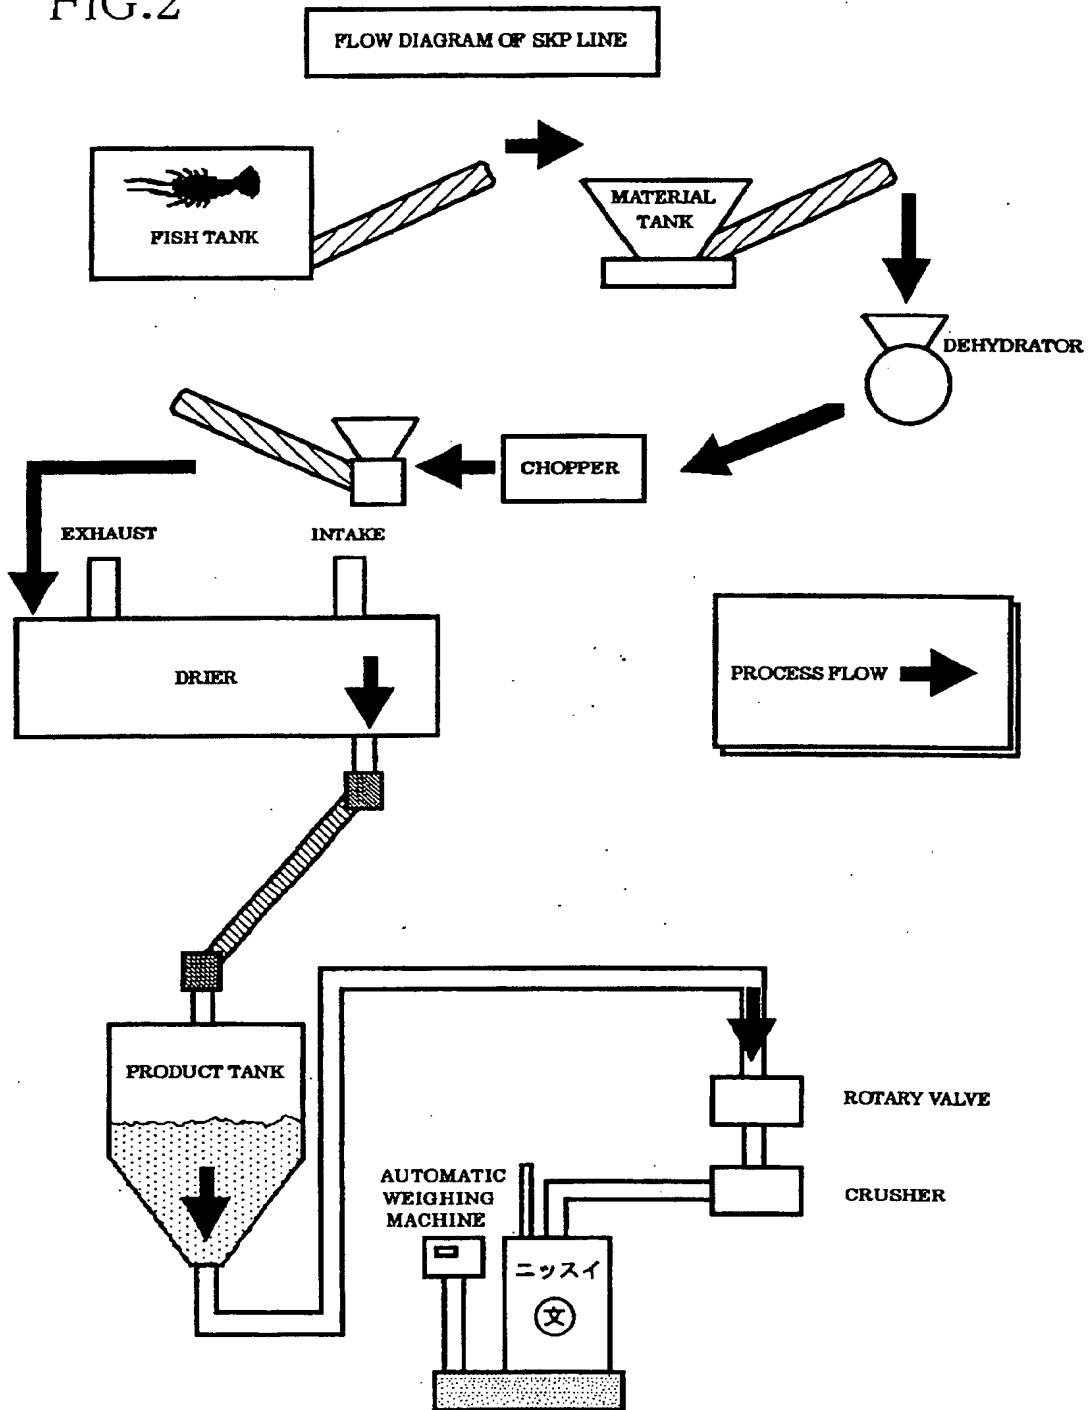 FIG.2
FLOW DIAGRAM OF SKP LINE
FISH TANK
MATERIAL
TANK
DEHYDRATOR
CHOPPER
EXHAUST
INTAKE
DRIER
PROCESS FLOW
PRODUCT TANK
ROTARY VALVE
CRUSHER
AUTOMATIC
WEIGHING
MACHINE
ニッスイ
文